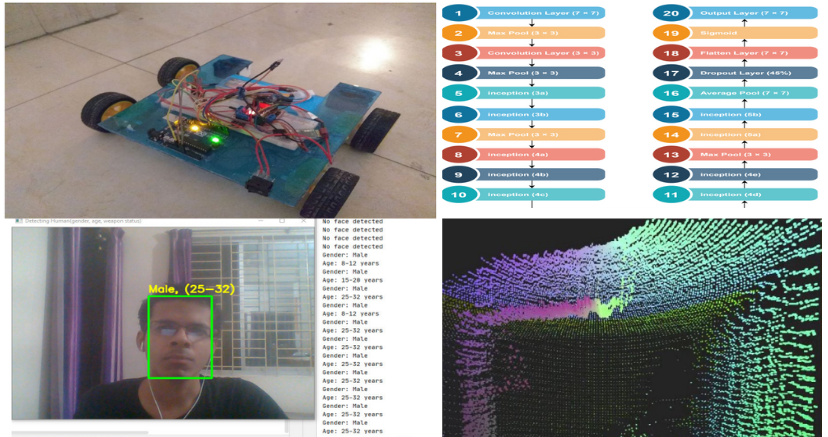 1 Convolution Layer (7 × 7)
2 Max Pool (3 × 3)
3 Convolution Layer (3 × 3)
4 Max Pool (3 × 3)
5 Inception (3a)
6 Inception (3b)
7 Max Pool (3 × 3)
8 Inception (4a)
9 Inception (4b)
10 Inception (4c)
20 Output Layer (7 × 7)
19 Sigmoid
18 Flatten Layer (7 × 7)
17 Dropout Layer (45%)
16 Average Pool (7 × 7)
15 Inception (5b)
14 Inception (5a)
13 Max Pool (3 × 3)
12 Inception (4e)
11 Inception (4d)
Detecting Human(gender, age, weapon status)
Male, (25-32)
No face detected
No face detected
No face detected
No face detected
Gender: Male
Age: 8-12 years
Gender: Male
Age: 15-20 years
Gender: Male
Age: 25-32 years
Gender: Male
Age: 8-12 years
Gender: Male
Age: 25-32 years
Gender: Male
Age: 25-32 years
Gender: Male
Age: 25-32 years
Gender: Male
Age: 25-32 years
Gender: Male
Age: 25-32 years
Gender: Male
Age: 25-32 years